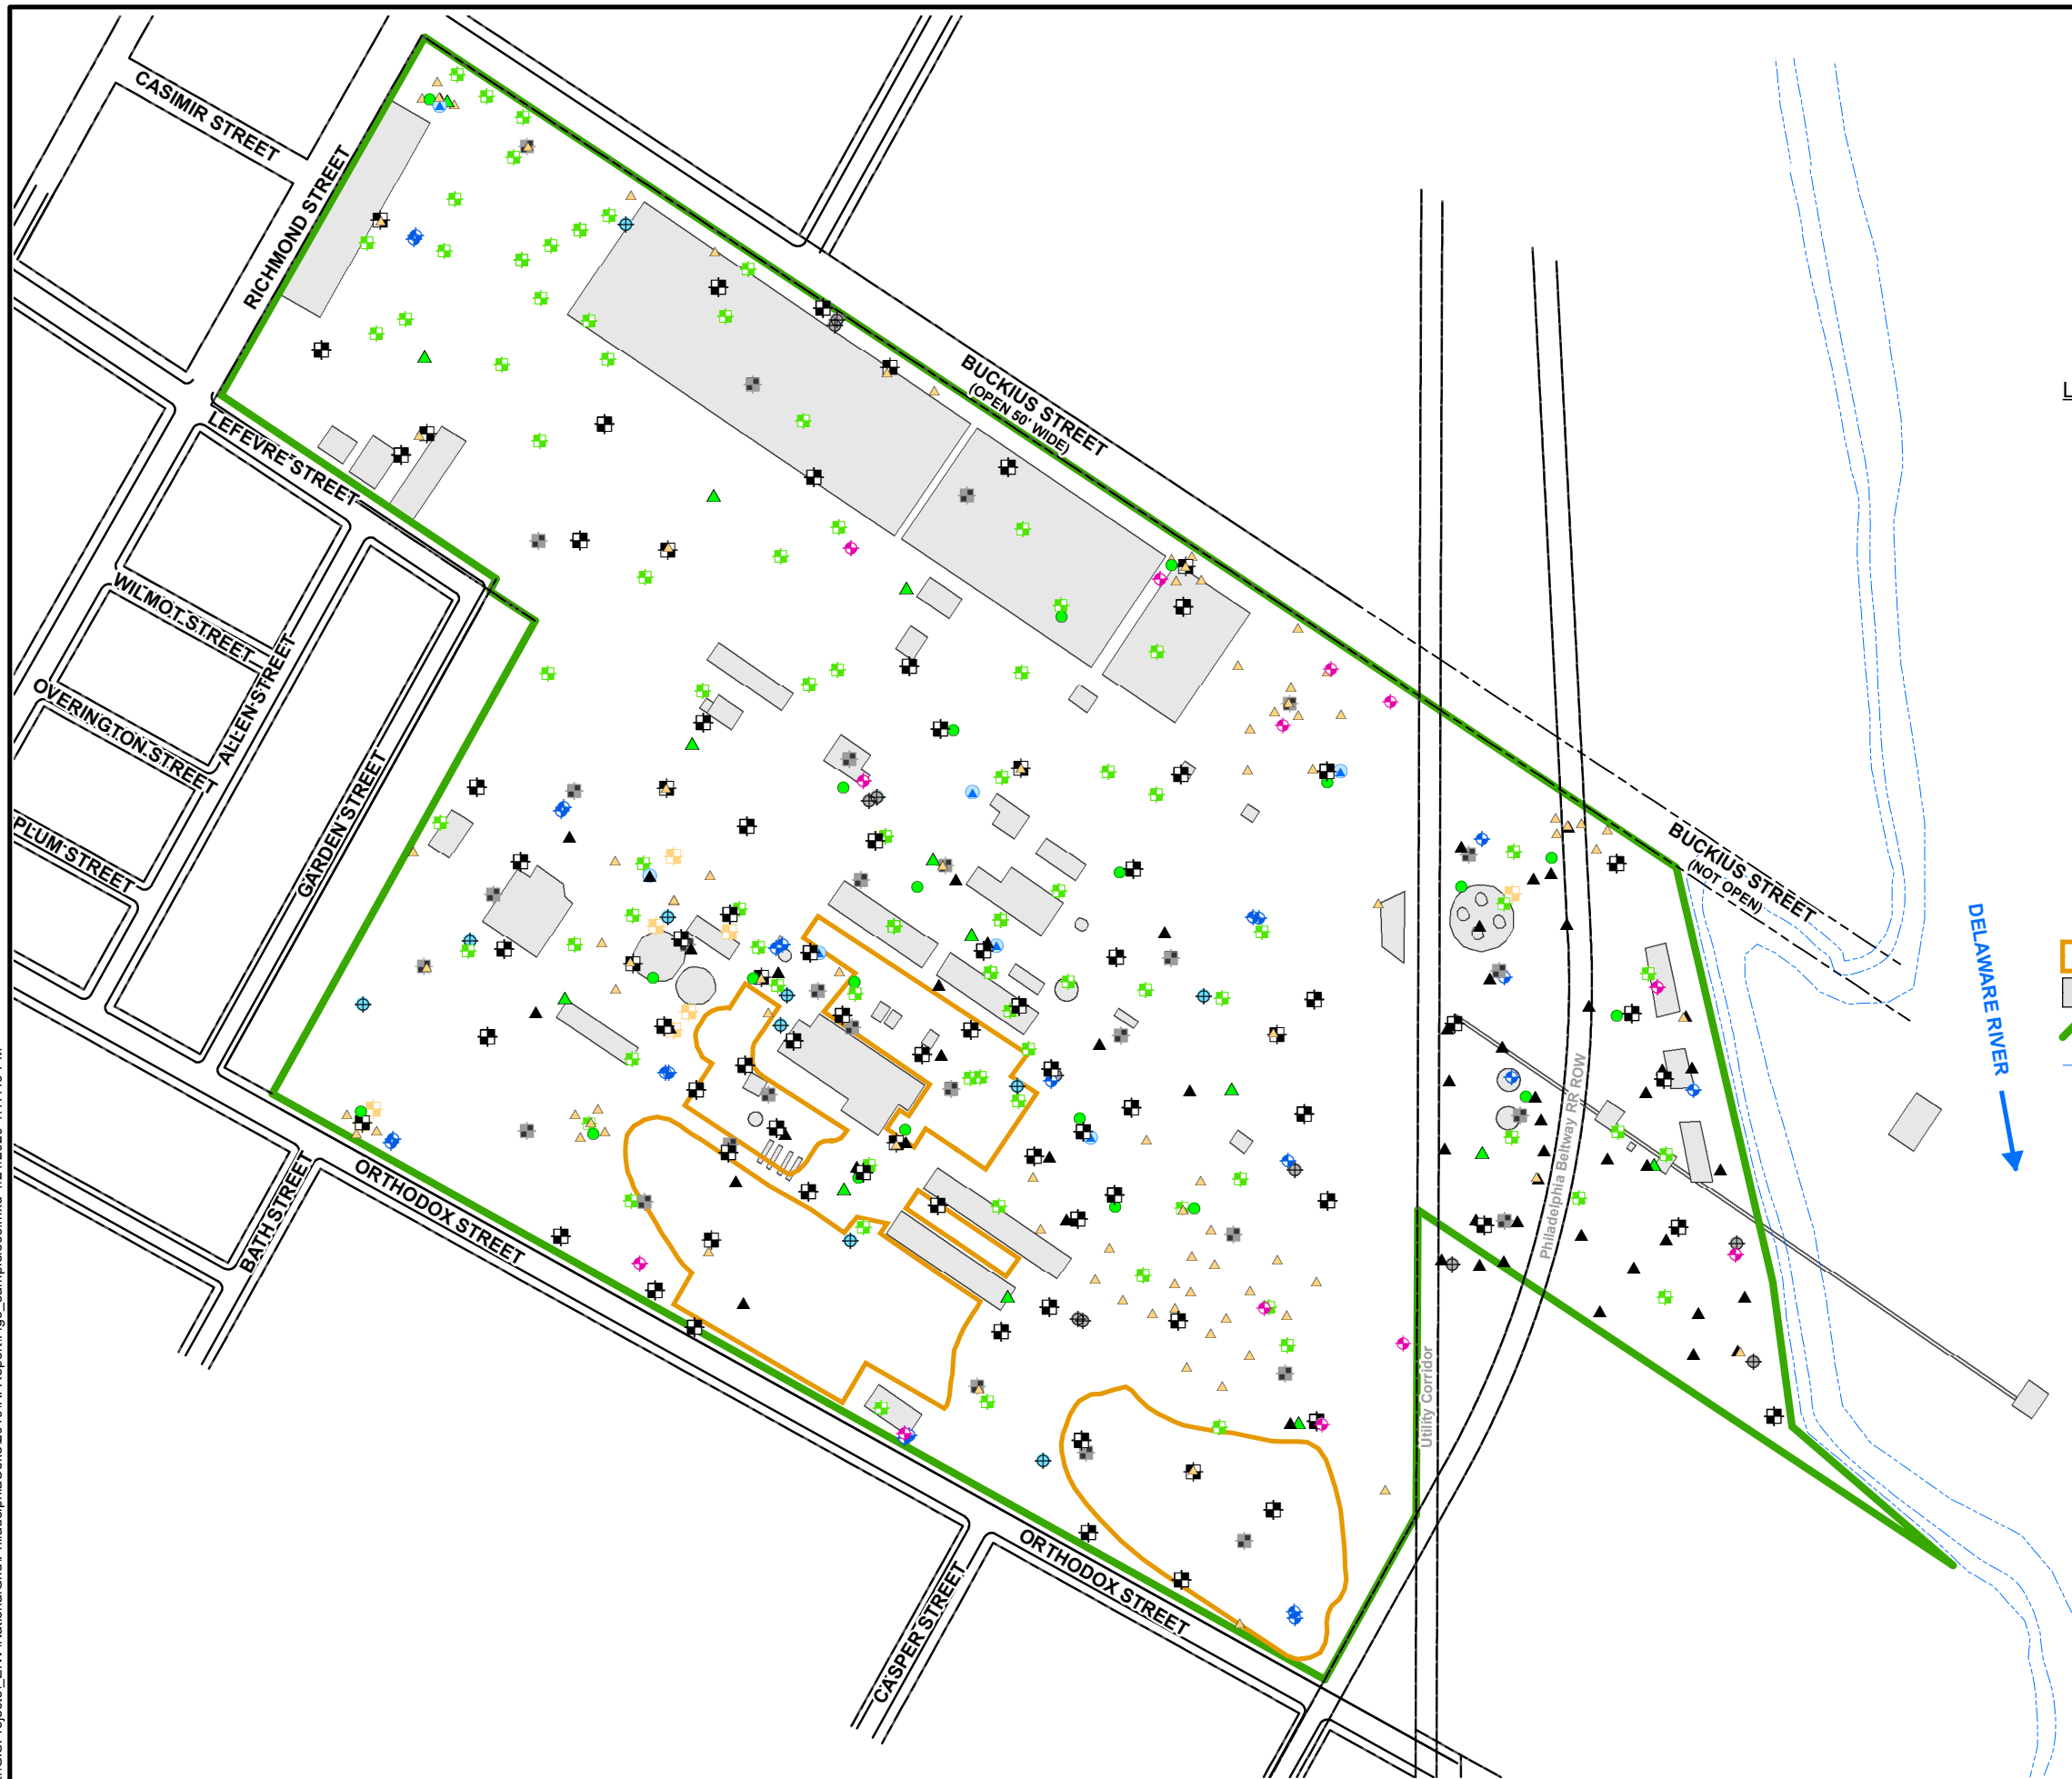 CASIMIR STREET
RICHMOND STREET
BUCKIUS STREET
(OPEN 50' WIDE)
L
LEFEVRE STREET
WILMOT STREET
ALLEN STREET
OVERINGTON STREET
GARDEN STREET
PLUM STREET
BUCKIUS STREET
(NOT OPEN)
DELAWARE RIVER
Philadelphia Beltway RR ROW
BATH STREET
ORTHODOX STREET
Utility Corridor
CASPER STREET
ORTHODOX STREET